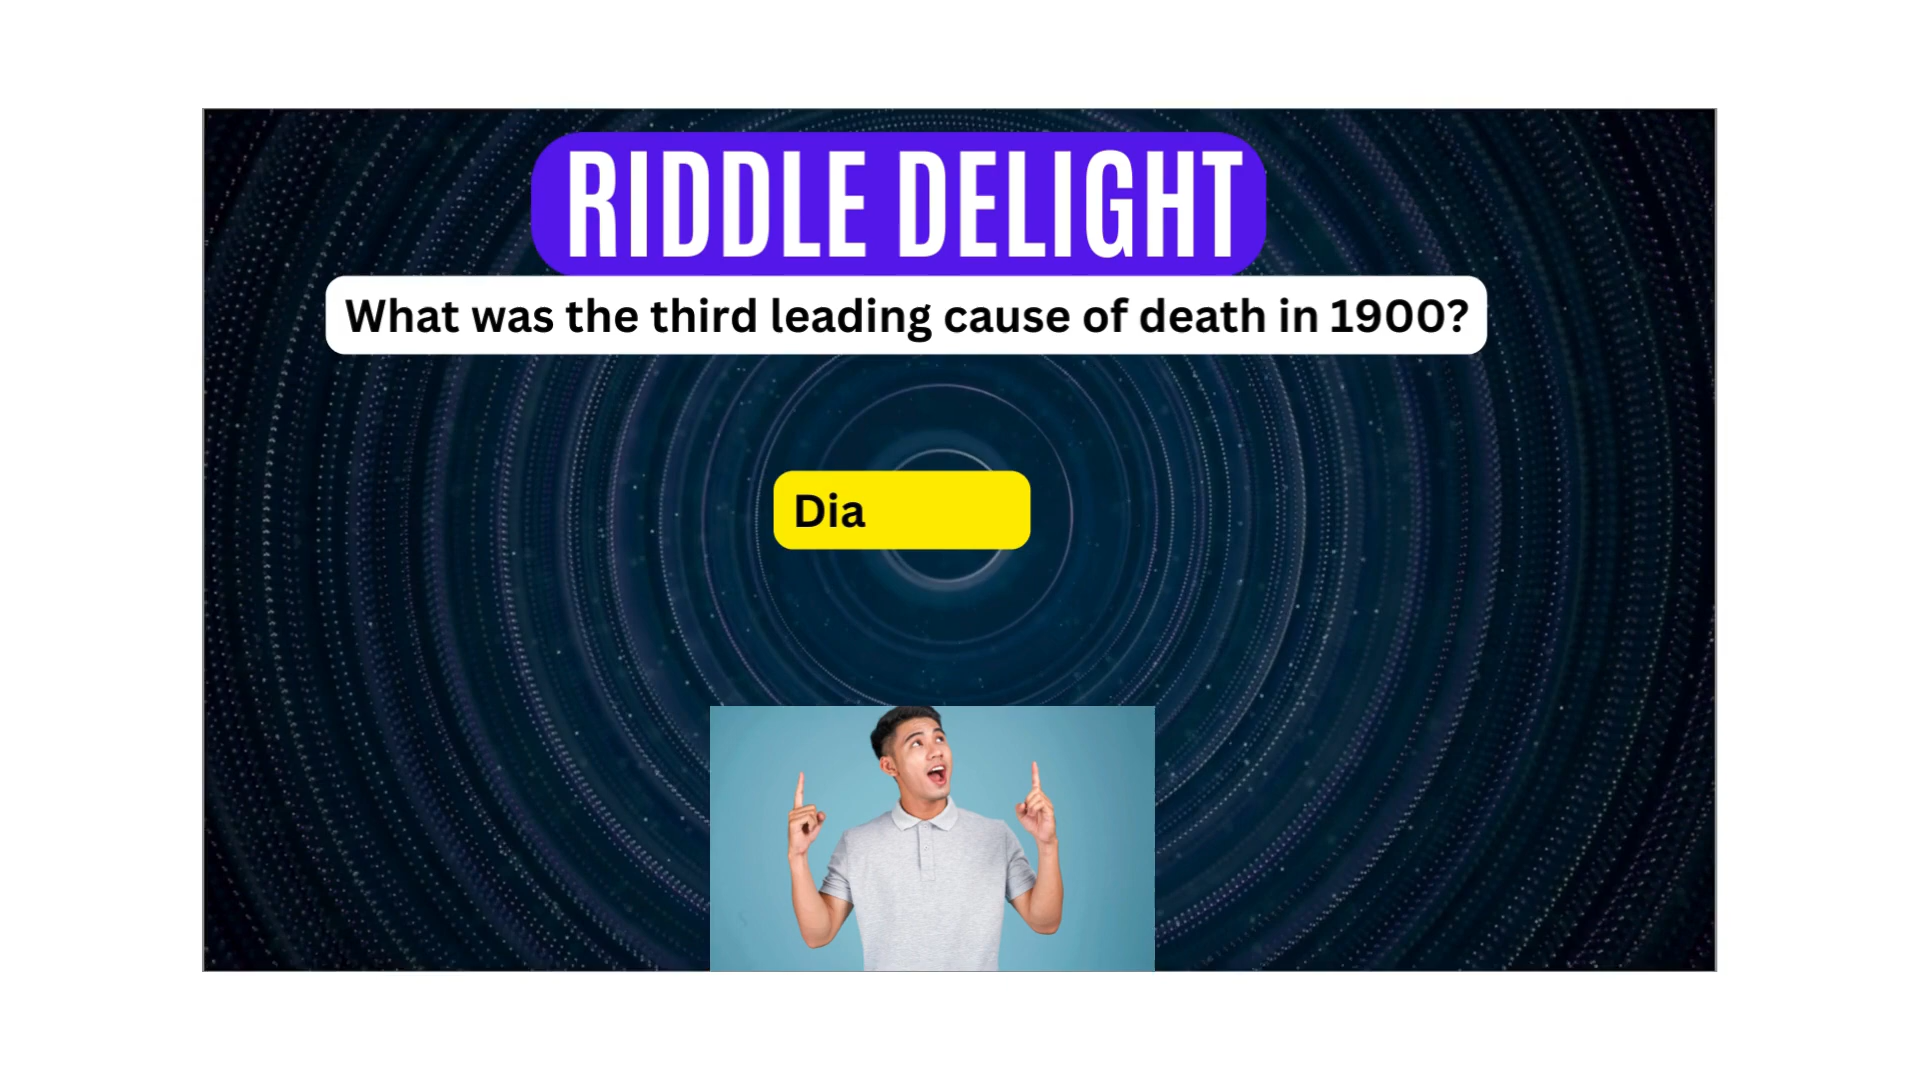 RIDDLE DELIGHT
What was the third leading cause of death in 1900?
Dia